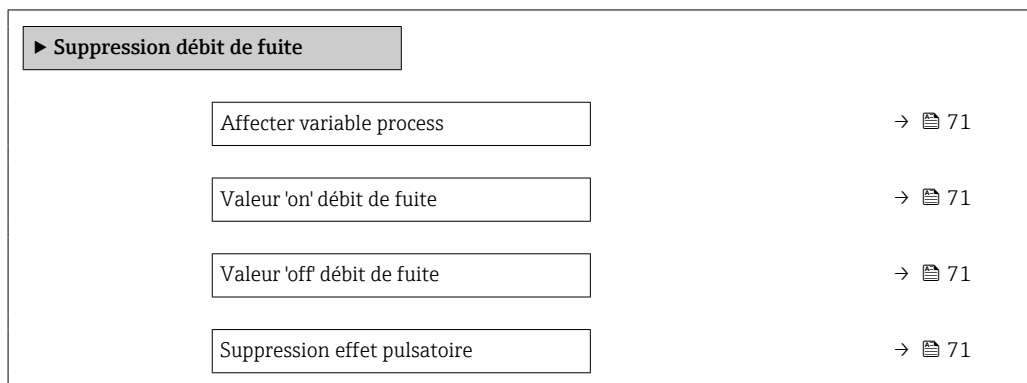 ► Suppression débit de fuite
Affecter variable process → 71
Valeur 'on' débit de fuite → 71
Valeur 'off' débit de fuite → 71
Suppression effet pulsatoire → 71